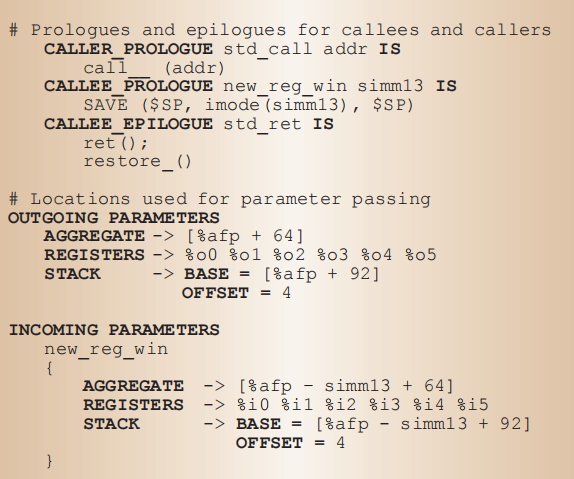 # Prologues and epilogues for callees and callers
CALLER_PROLOGUE std_call addr IS
call__ (addr)
CALLEE_PROLOGUE new_reg_win simm13 IS
SAVE ($SP, imode(simm13), $SP)
CALLEE_EPILOGUE std_ret IS
ret();
restore_()
# Locations used for parameter passing
OUTGOING PARAMETERS
AGGREGATE -> [%afp + 64]
REGISTERS -> %o0 %o1 %o2 %o3 %o4 %o5
STACK -> BASE = [%afp + 92]
OFFSET = 4
INCOMING PARAMETERS
new_reg_win
{
AGGREGATE -> [%afp - simm13 + 64]
REGISTERS -> %i0 %i1 %i2 %i3 %i4 %i5
STACK -> BASE = [%afp - simm13 + 92]
OFFSET = 4
}